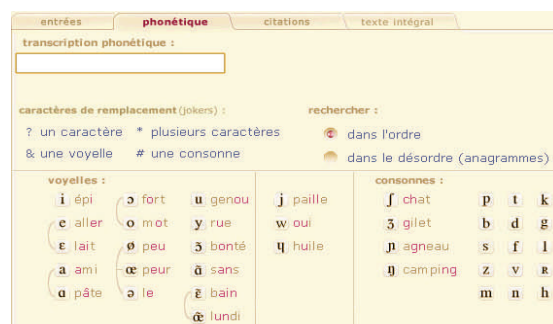 entrées phonétique citations texte intégral
transcription phonétique :
caractères de remplacement (jokers) : rechercher :
? un caractère * plusieurs caractères dans l'ordre
& une voyelle # une consonne dans le désordre (anagrammes)
voyelles : consonnes :
i épi ɔ fort u genou j paille ʃ chat p t k
e aller o mot y rue w oui ʒ gilet b d g
ɛ lait ø peu ɔ̃ bonté ɥ huile ɲ agneau s f l
a ami œ peur ɑ̃ sans ŋ camping z v ʀ
ɑ pâte ə le ɛ̃ bain m n h
œ̃ lundi